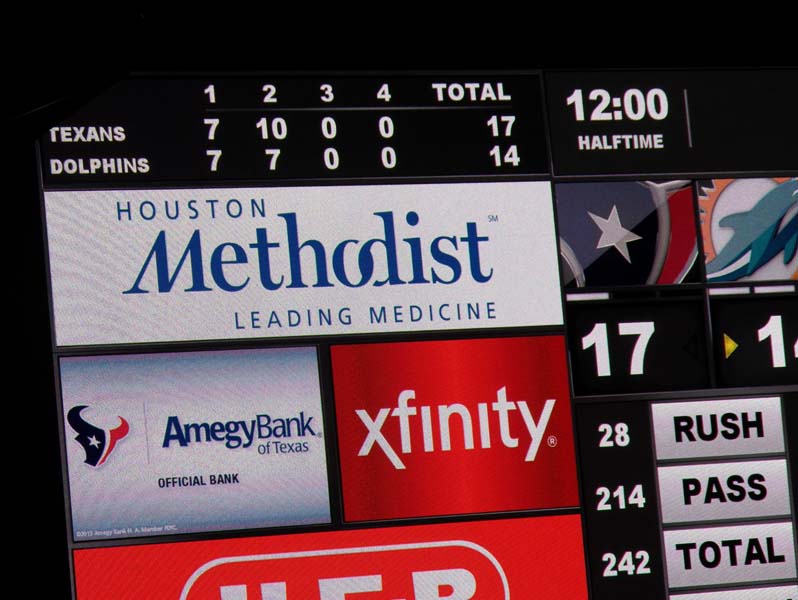 1 2 3 4 TOTAL
TEXANS 7 10 0 0 17
DOLPHINS 7 7 0 0 14
12:00
HALFTIME
HOUSTON
Methodist SM
LEADING MEDICINE
17
AmegyBank®
of Texas
OFFICIAL BANK
xfinity®
28 RUSH
214 PASS
242 TOTAL
H-E-B